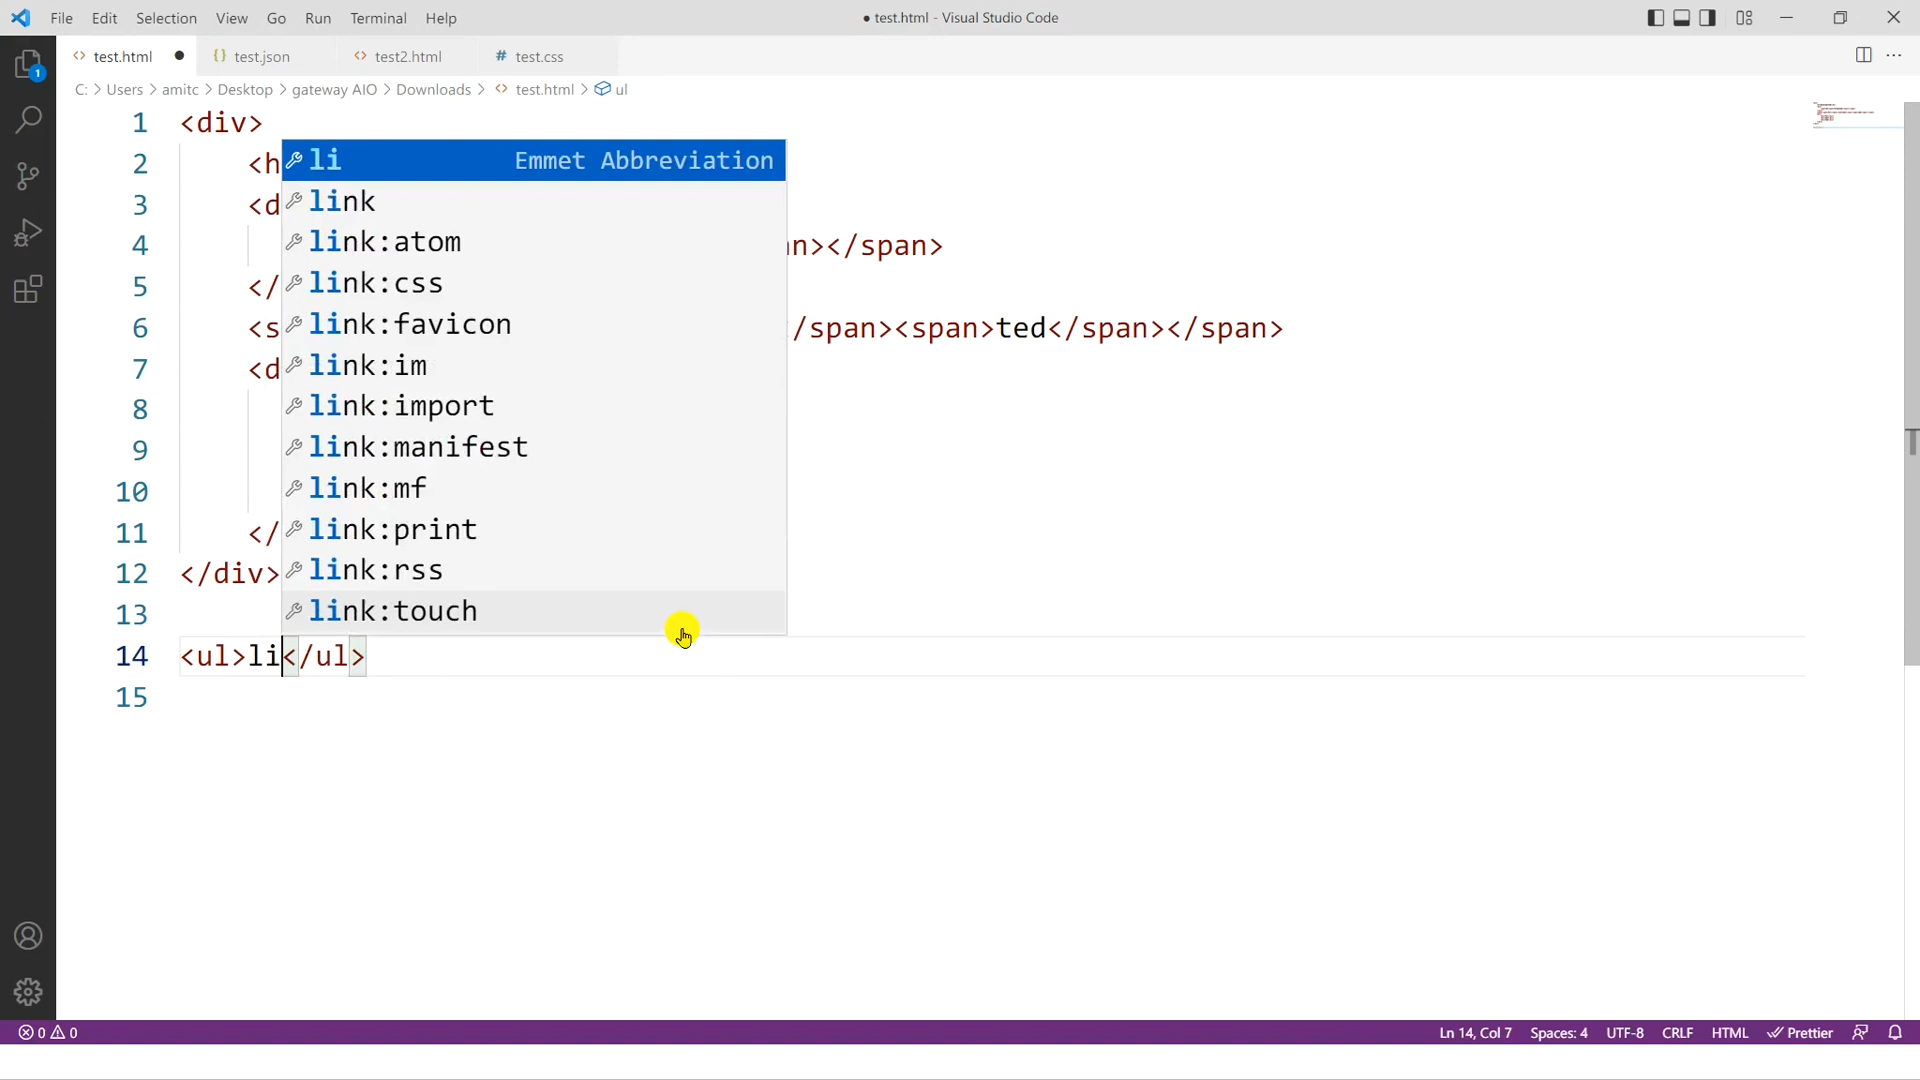 File Edit Selection View Go Run Terminal Help
● test.html - Visual Studio Code
test.html ● test.json test2.html # test.css
C: > Users > amitc > Desktop > gateway AIO > Downloads > test.html > ul
1 <div>
2 <h
li Emmet Abbreviation
3 <d
link
4 n></span>
link:atom
5 </
link:css
6 <s /span><span>ted</span></span>
link:favicon
7 <d
link:im
8
link:import
9
link:manifest
10
link:mf
11 </
link:print
12 </div>
link:rss
13
link:touch
14 <ul>li</ul>
15
0 0
Ln 14, Col 7 Spaces: 4 UTF-8 CRLF HTML Prettier